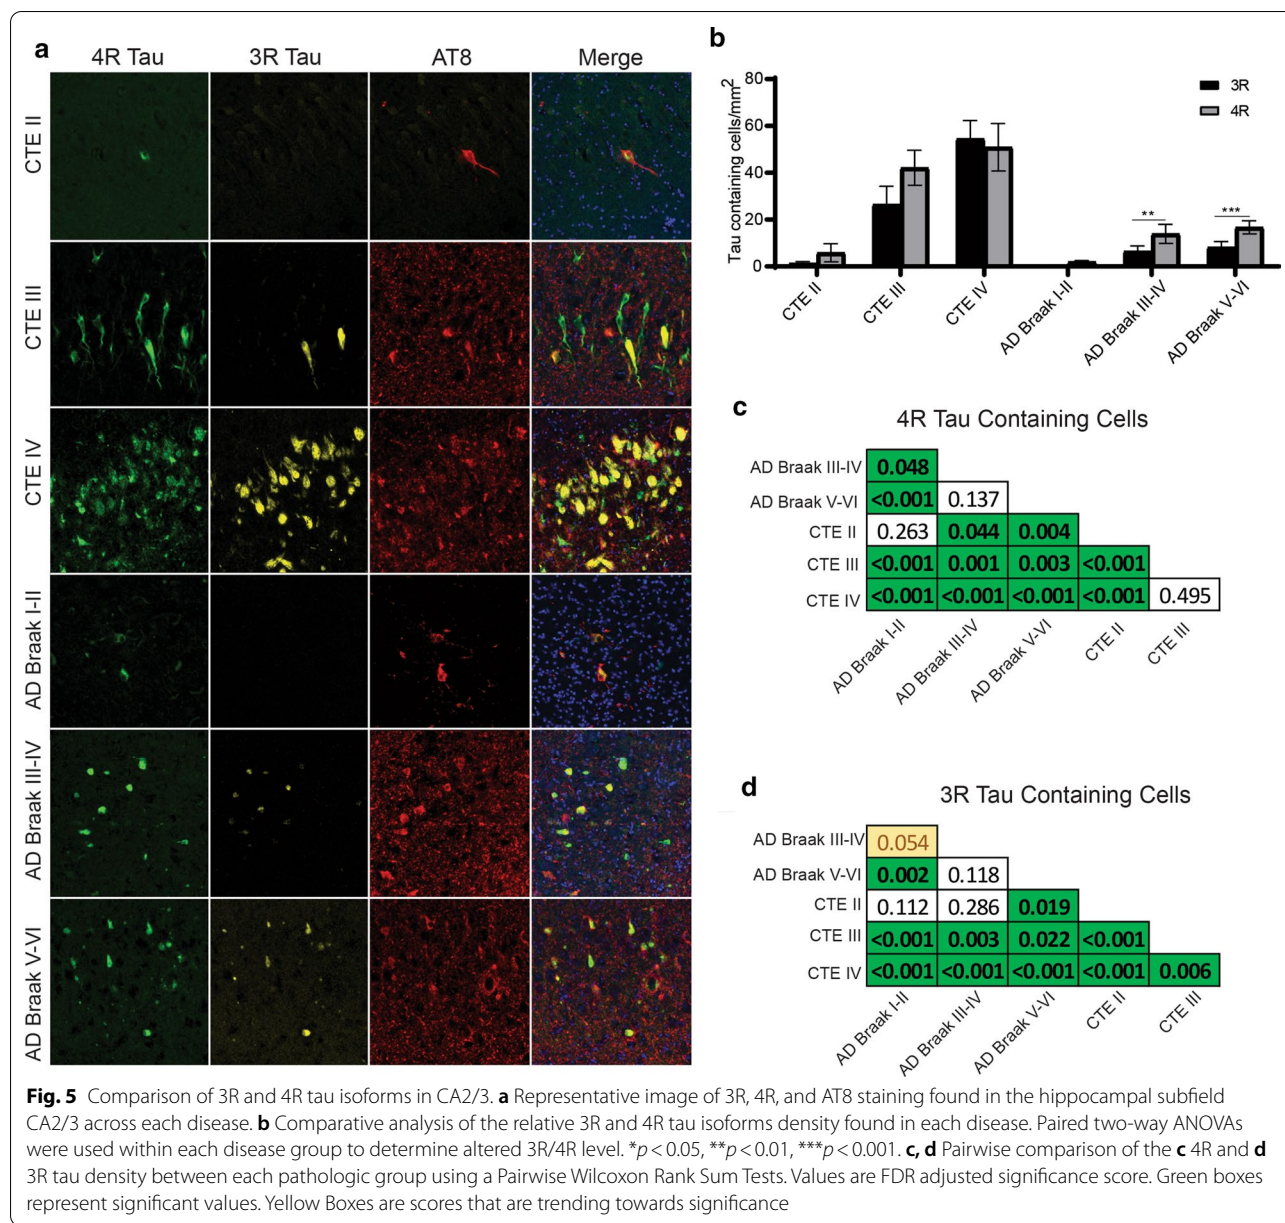 a
4R Tau 3R Tau AT8 Merge
CTE II
CTE III
CTE IV
AD Braak I-II
AD Braak III-IV
AD Braak V-VI
b
Tau containing cells/mm2
80
60
40
20
0
3R
4R
** ***
CTE II CTE III CTE IV AD Braak I-II AD Braak III-IV AD Braak V-VI
c
4R Tau Containing Cells
AD Braak III-IV 0.048
AD Braak V-VI <0.001 0.137
CTE II 0.263 0.044 0.004
CTE III <0.001 0.001 0.003 <0.001
CTE IV <0.001 <0.001 <0.001 <0.001 0.495
AD Braak I-II AD Braak III-IV AD Braak V-VI CTE II CTE III
d
3R Tau Containing Cells
AD Braak III-IV 0.054
AD Braak V-VI 0.002 0.118
CTE II 0.112 0.286 0.019
CTE III <0.001 0.003 0.022 <0.001
CTE IV <0.001 <0.001 <0.001 <0.001 0.006
AD Braak I-II AD Braak III-IV AD Braak V-VI CTE II CTE III
Fig. 5 Comparison of 3R and 4R tau isoforms in CA2/3. a Representative image of 3R, 4R, and AT8 staining found in the hippocampal subfield
CA2/3 across each disease. b Comparative analysis of the relative 3R and 4R tau isoforms density found in each disease. Paired two-way ANOVAs
were used within each disease group to determine altered 3R/4R level. *p < 0.05, **p < 0.01, ***p < 0.001. c, d Pairwise comparison of the c 4R and d
3R tau density between each pathologic group using a Pairwise Wilcoxon Rank Sum Tests. Values are FDR adjusted significance score. Green boxes
represent significant values. Yellow Boxes are scores that are trending towards significance